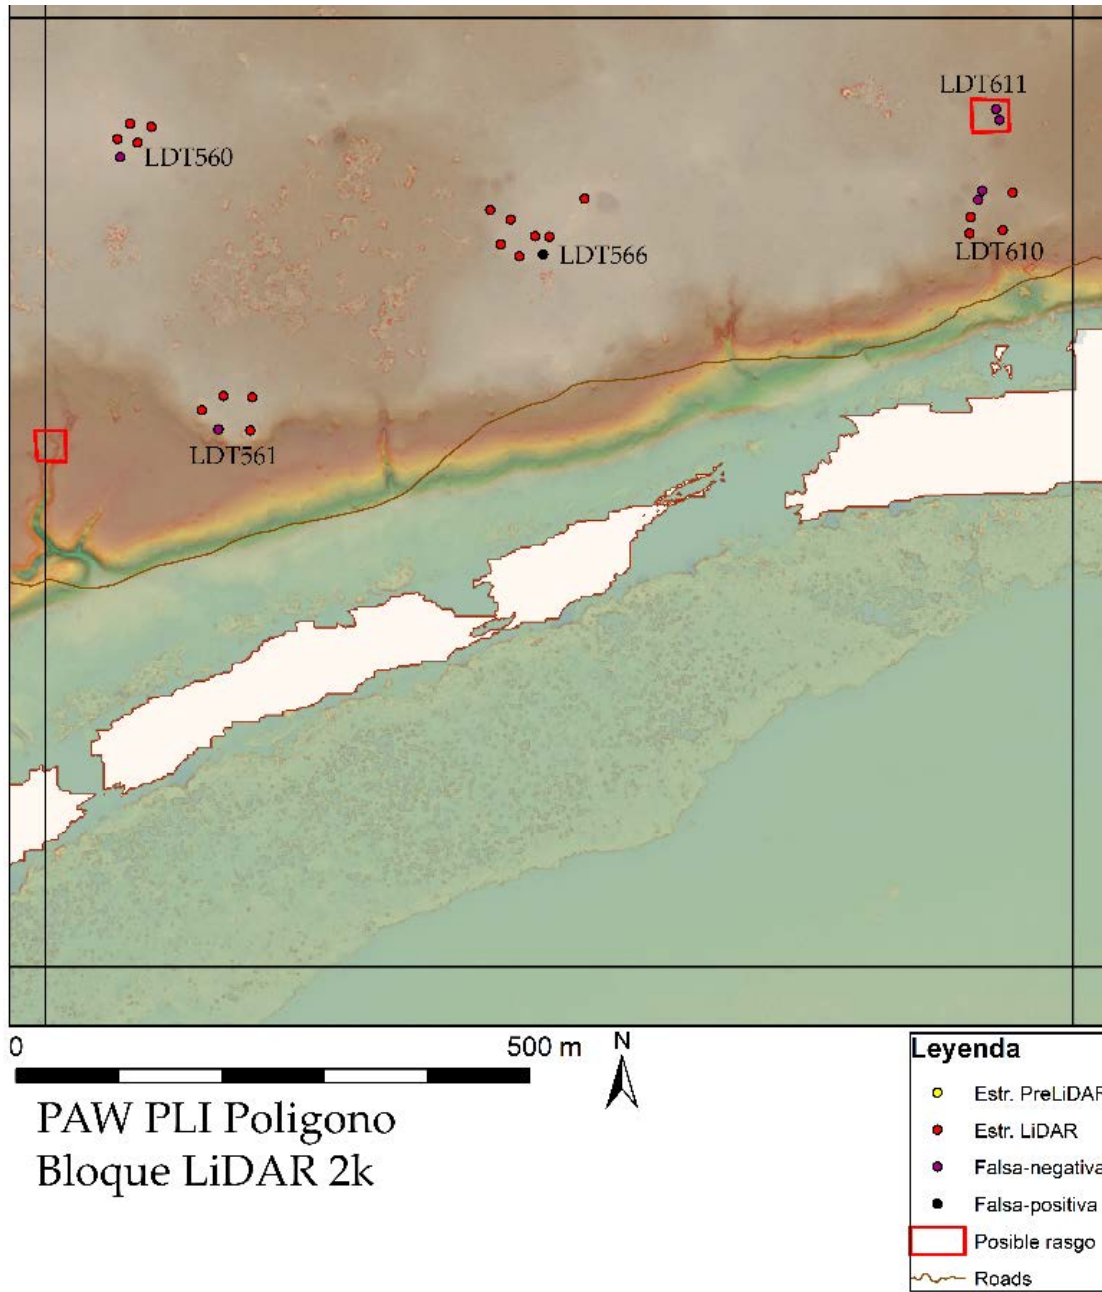 LDT611
LDT560
LDT566
LDT610
LDT561
0 500 m N
PAW PLI Poligono
Bloque LiDAR 2k
Leyenda
Estr. PreLiDAR
Estr. LiDAR
Falsa-negativa
Falsa-positiva
Posible rasgo
Roads